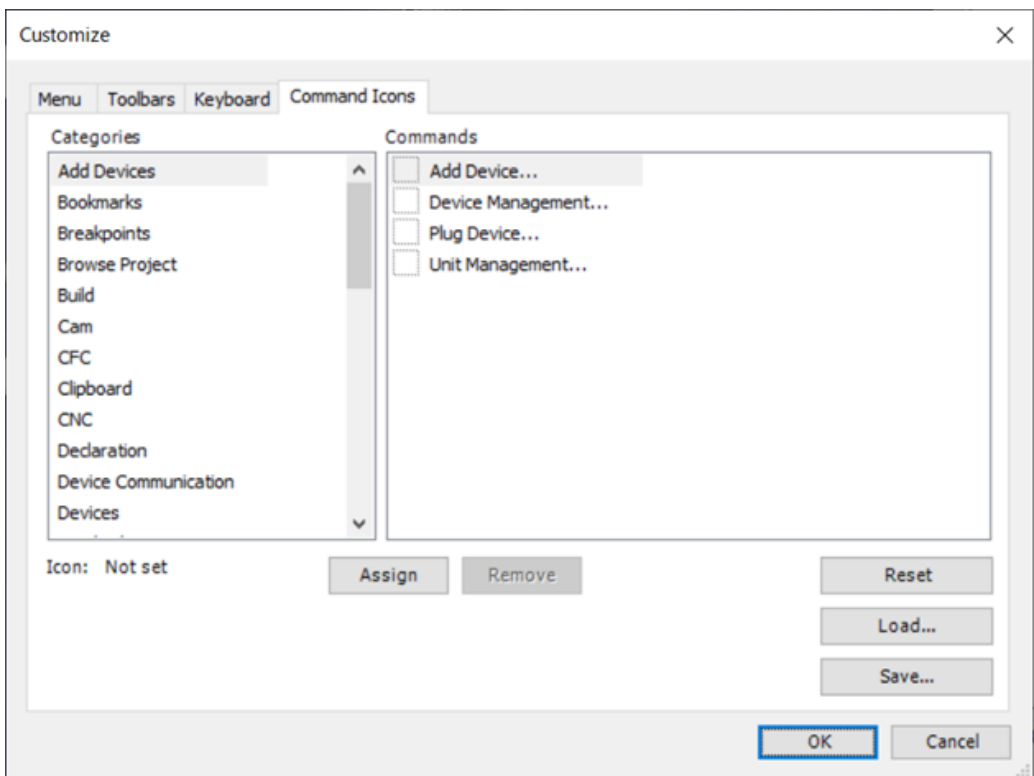 Customize
Menu Toolbars Keyboard Command Icons
Categories
Commands
Add Devices
Bookmarks
Breakpoints
Browse Project
Build
Cam
CFC
Clipboard
CNC
Declaration
Device Communication
Devices
Add Device...
Device Management...
Plug Device...
Unit Management...
Icon: Not set
Assign
Remove
Reset
Load...
Save...
OK
Cancel